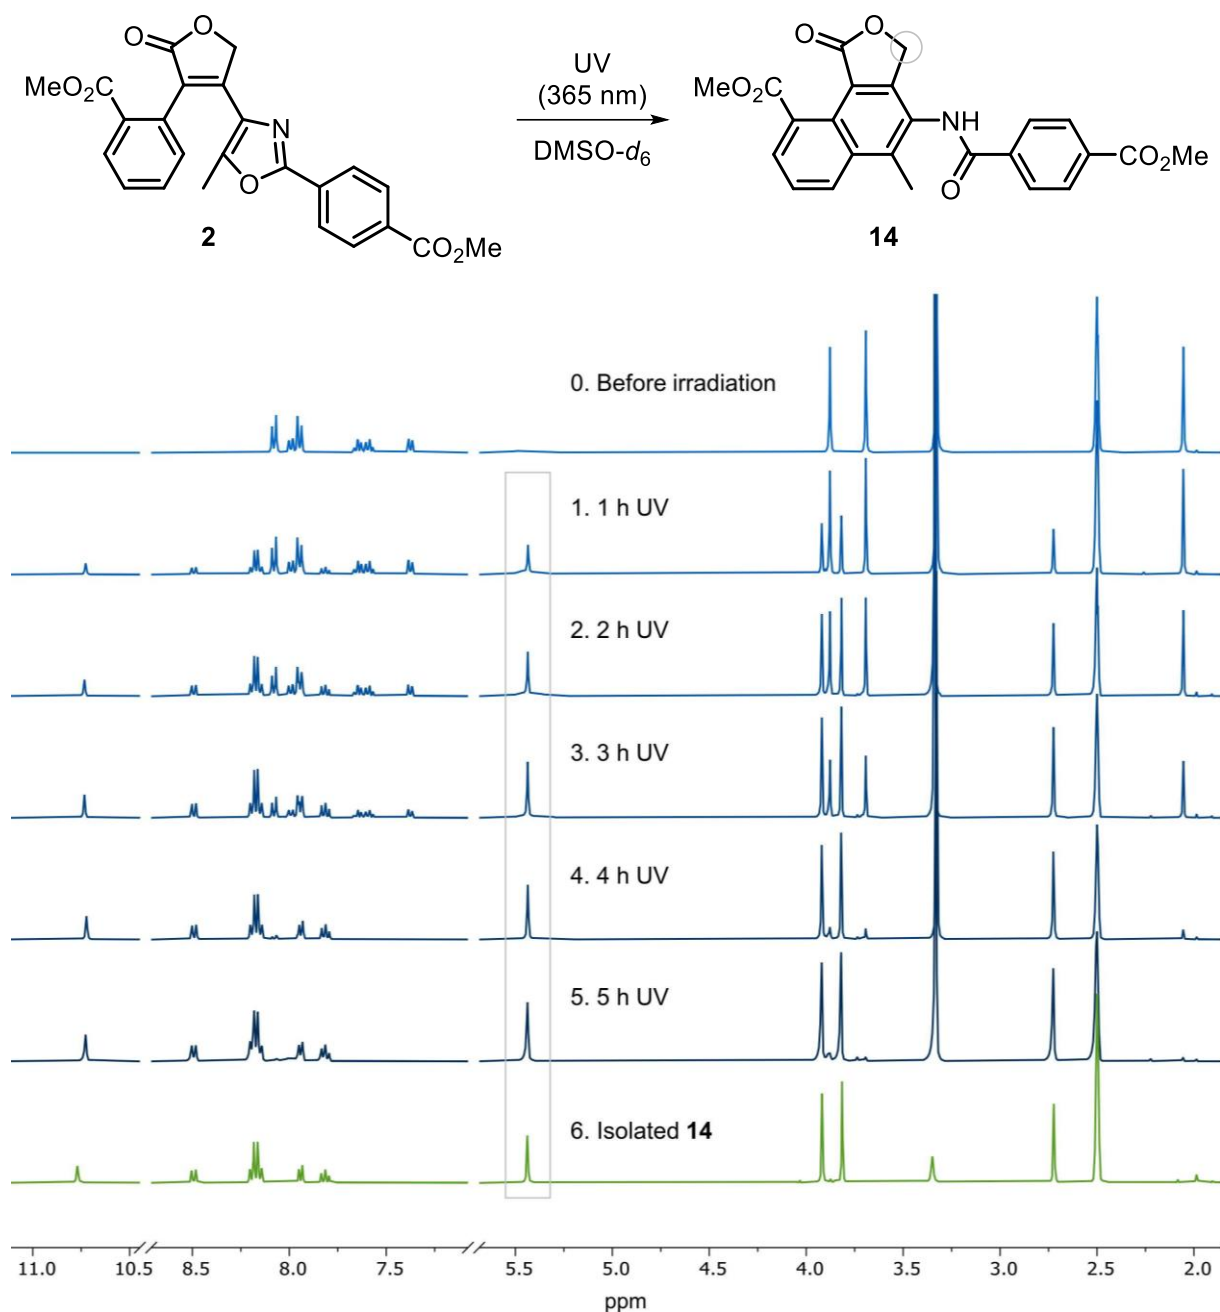 O
O
MeO₂C
N
O
CO₂Me
2
UV
(365 nm)
DMSO-d₆
O
O
MeO₂C
NH
O
CO₂Me
14
0. Before irradiation
1. 1 h UV
2. 2 h UV
3. 3 h UV
4. 4 h UV
5. 5 h UV
6. Isolated 14
11.0 10.5 8.5 8.0 7.5 5.5 5.0 4.5 4.0 3.5 3.0 2.5 2.0
ppm